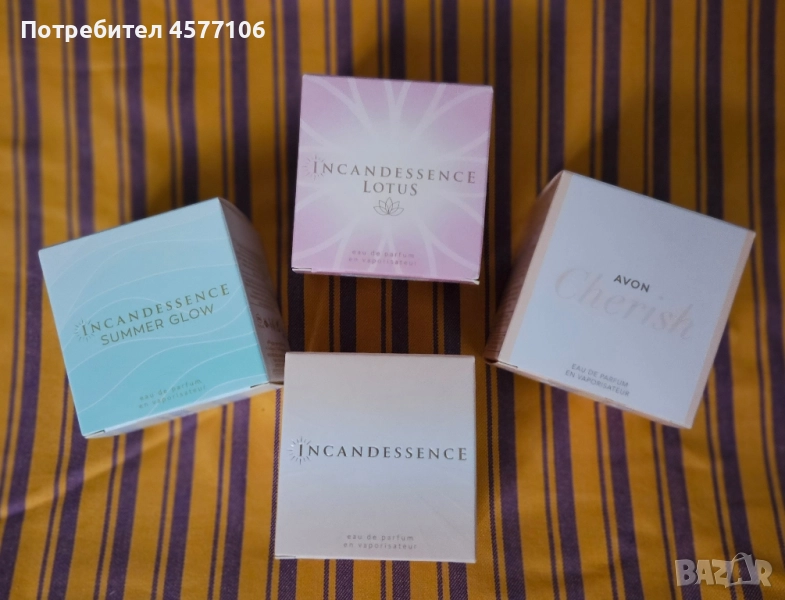 Потребител 4577106
INCANDESSENCE
LOTUS
eau de parfum
en vaporisateur
INCANDESSENCE
SUMMER GLOW
eau de parfum
en vaporisateur
AVON
Cherish
EAU DE PARFUM
EN VAPORISATEUR
INCANDESSENCE
eau de parfum
en vaporisateur
BAZAR